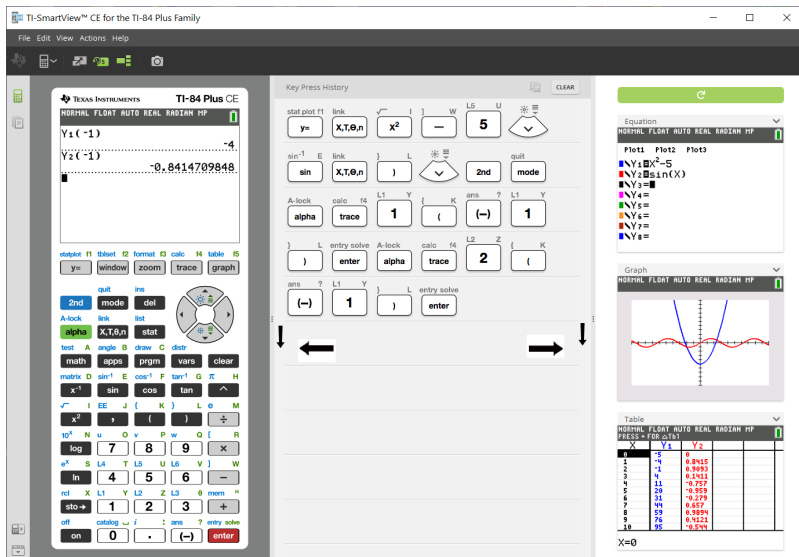 TI-SmartView™ CE for the TI-84 Plus Family
File Edit View Actions Help
TEXAS INSTRUMENTS TI-84 Plus CE
NORMAL FLOAT AUTO REAL RADIAN MP
Y1(-1)
-4
Y2(-1)
-0.8414709848
statplot f1 tblset f2 format f3 calc f4 table f5
y= window zoom trace graph
quit ins
2nd mode del
A-lock link list
alpha X,T,θ,n stat
test A angle B draw C distr
math apps prgm vars clear
matrix D sin⁻¹ E cos⁻¹ F tan⁻¹ G π H
x⁻¹ sin cos tan ^
√ I EE J { K } L e M
x² , ( ) ÷
10ˣ N u O v P w Q [ R
log 7 8 9 ×
eˣ S L4 T L5 U L6 V ] W
ln 4 5 6 −
rcl X L1 Y L2 Z L3 θ mem "
sto→ 1 2 3 +
off catalog ⎵ i : ans ? entry solve
on 0 . (−) enter
Key Press History
CLEAR
stat plot f1 link √ I ] W L5 U
y= X,T,θ,n x² − 5
sin⁻¹ E link } L quit
sin X,T,θ,n ) 2nd mode
A-lock calc f4 L1 Y { K ans ? L1 Y
alpha trace 1 ( (−) 1
} L entry solve A-lock calc f4 L2 Z { K
) enter alpha trace 2 (
ans ? L1 Y } L entry solve
(−) 1 ) enter
Equation
NORMAL FLOAT AUTO REAL RADIAN MP
Plot1 Plot2 Plot3
\Y1=X²-5
\Y2=sin(X)
\Y3=
\Y4=
\Y5=
\Y6=
\Y7=
\Y8=
Graph
NORMAL FLOAT AUTO REAL RADIAN MP
Table
NORMAL FLOAT AUTO REAL RADIAN MP
PRESS + FOR △Tbl
X Y1 Y2
0 -5 0
1 -4 0.8415
2 -1 0.9093
3 4 0.1411
4 11 -0.757
5 20 -0.959
6 31 -0.279
7 44 0.657
8 59 0.9894
9 76 0.4121
10 95 -0.544
X=0